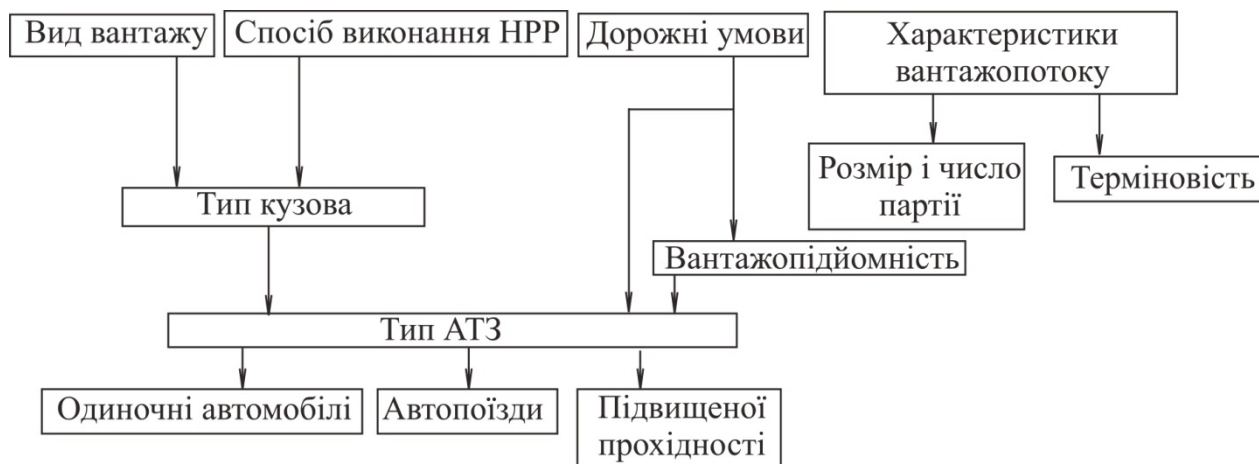 Вид вантажу
Спосіб виконання НРР
Дорожні умови
Характеристики
вантажопотоку
Розмір і число
партії
Терміновість
Тип кузова
Вантажопідйомність
Тип АТЗ
Одиночні автомобілі
Автопоїзди
Підвищеної
прохідності